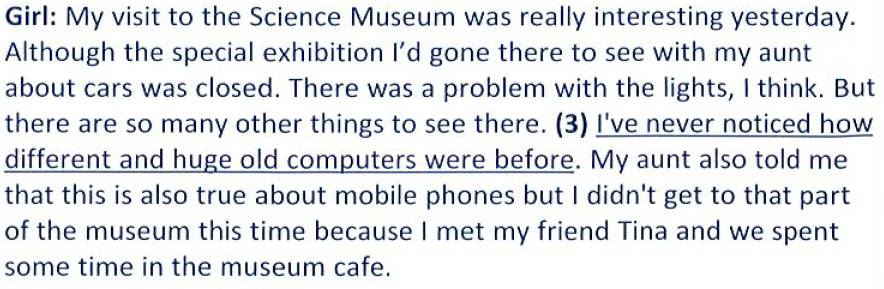 Girl: My visit to the Science Museum was really interesting yesterday.
Although the special exhibition I'd gone there to see with my aunt
about cars was closed. There was a problem with the lights, I think. But
there are so many other things to see there. (3) I've never noticed how
different and huge old computers were before. My aunt also told me
that this is also true about mobile phones but I didn't get to that part
of the museum this time because I met my friend Tina and we spent
some time in the museum cafe.